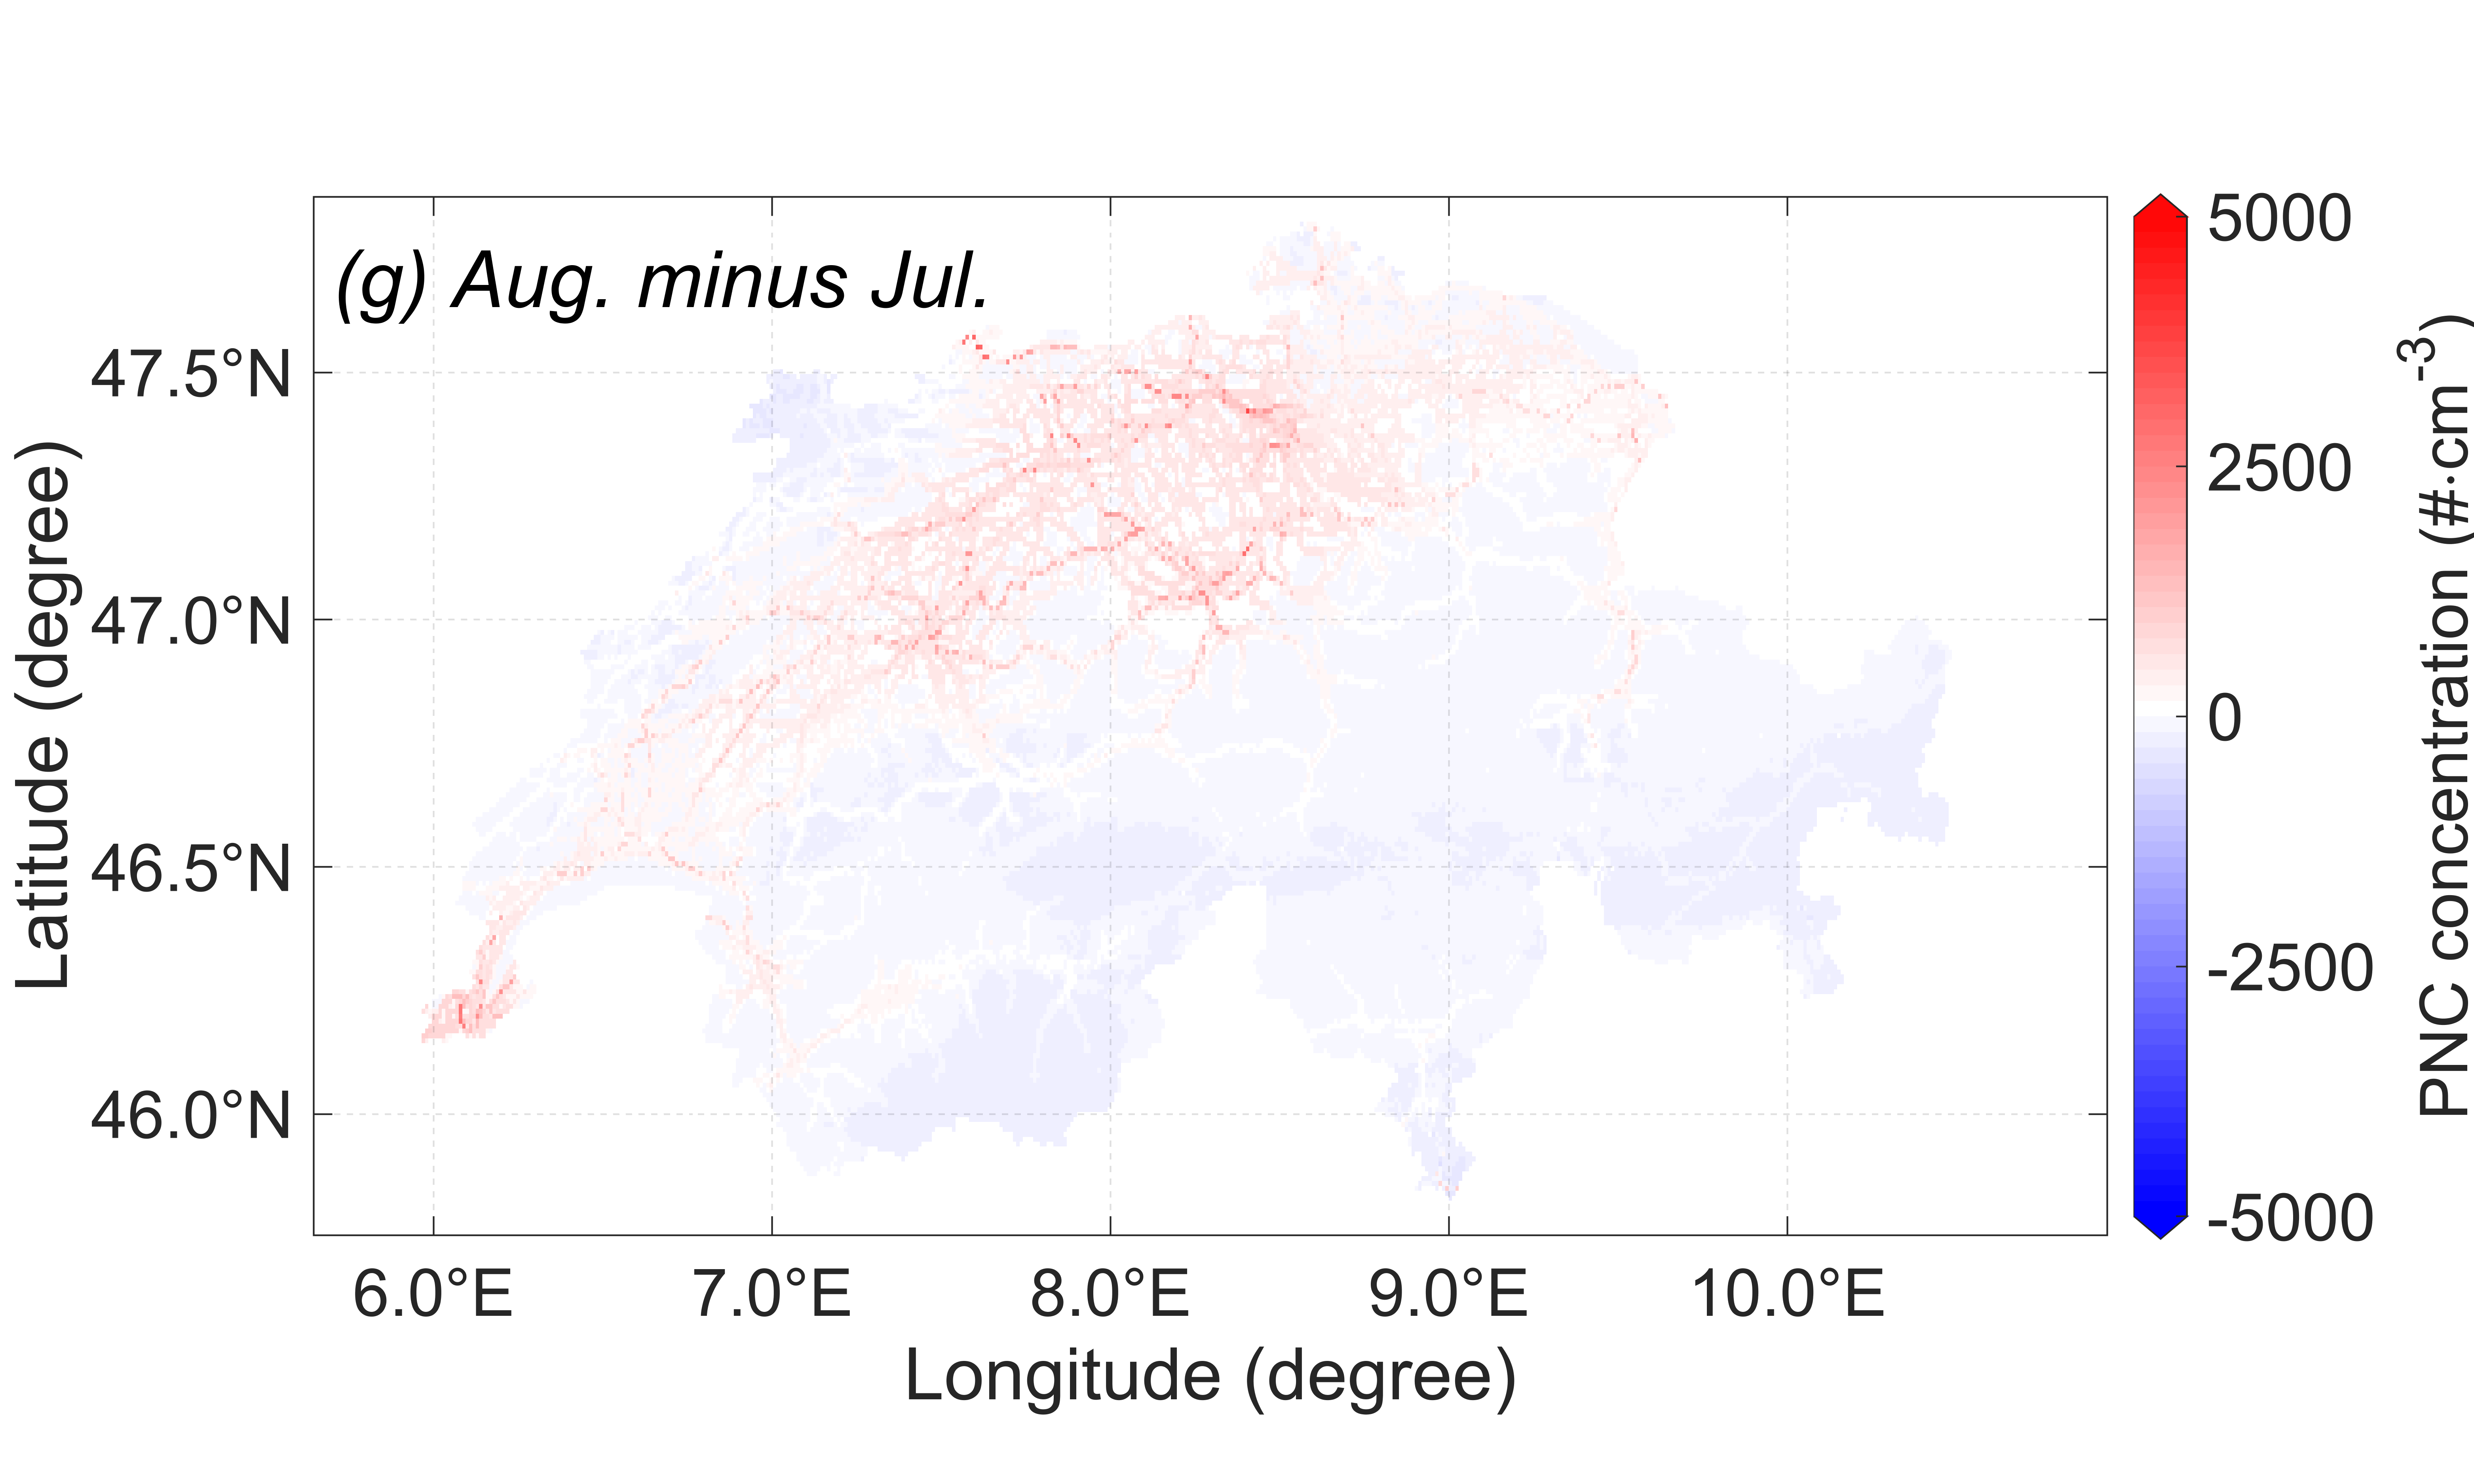 (g) Aug. minus Jul.
47.5°N
47.0°N
46.5°N
46.0°N
Latitude (degree)
6.0°E 7.0°E 8.0°E 9.0°E 10.0°E
Longitude (degree)
5000
2500
0
-2500
-5000
PNC concentration (#·cm⁻³)